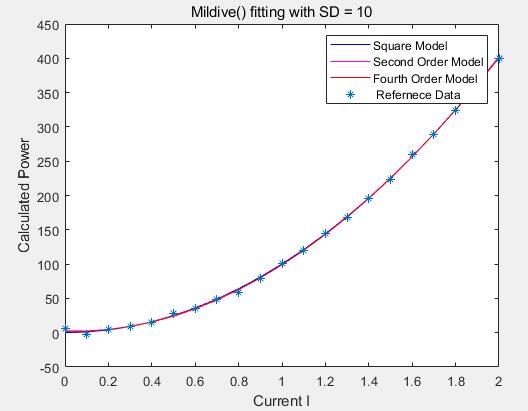 Mildive() fitting with SD = 10
450
400
350
300
250
200
150
100
50
0
-50
Calculated Power
Square Model
Second Order Model
Fourth Order Model
Refernece Data
0 0.2 0.4 0.6 0.8 1 1.2 1.4 1.6 1.8 2
Current I